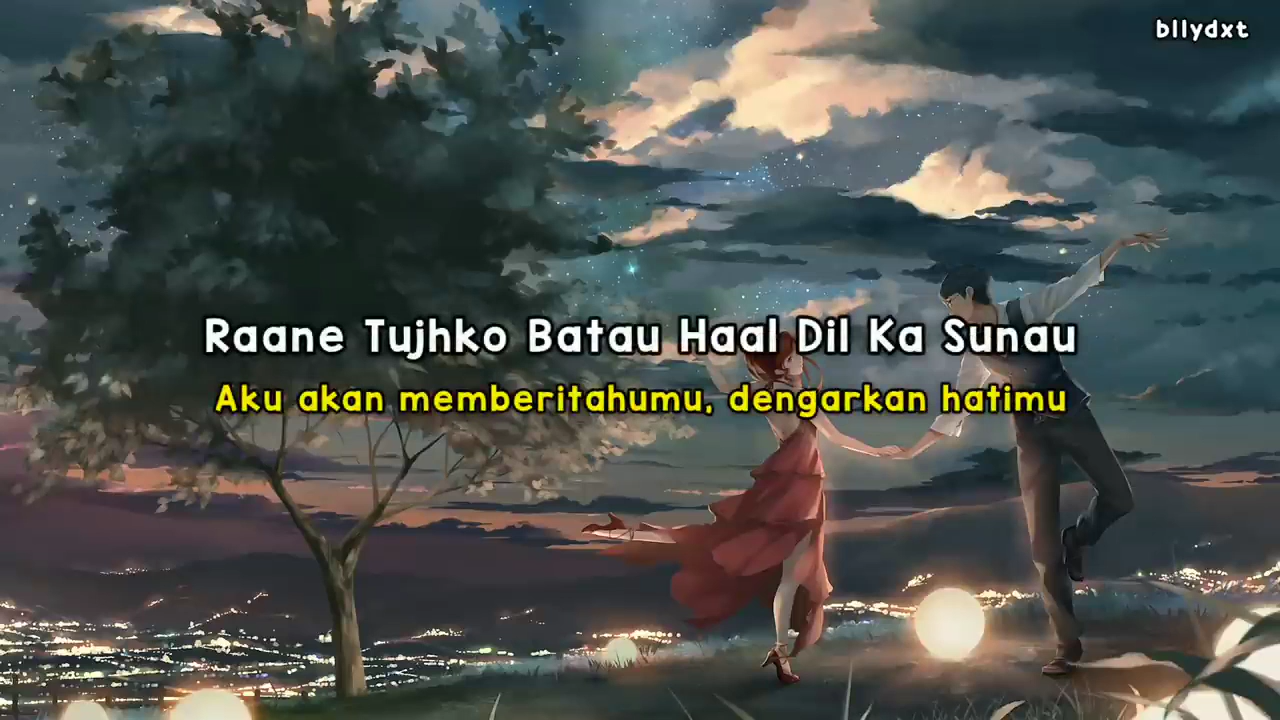 bllydxt
Raane Tujhko Batau Haal Dil Ka Sunau
Aku akan memberitahumu, dengarkan hatimu